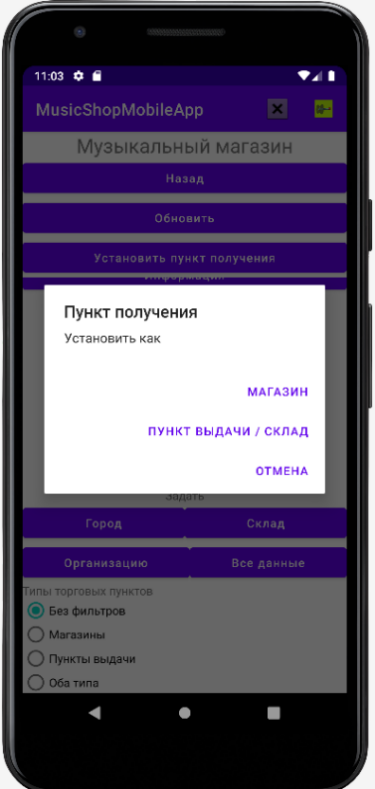 11:03
MusicShopMobileApp
Музыкальный магазин
Назад
Обновить
Установить пункт получения
Информация
Пункт получения
Установить как
МАГАЗИН
ПУНКТ ВЫДАЧИ / СКЛАД
ОТМЕНА
Задать
Город Склад
Организацию Все данные
Типы торговых пунктов
Без фильтров
Магазины
Пункты выдачи
Оба типа